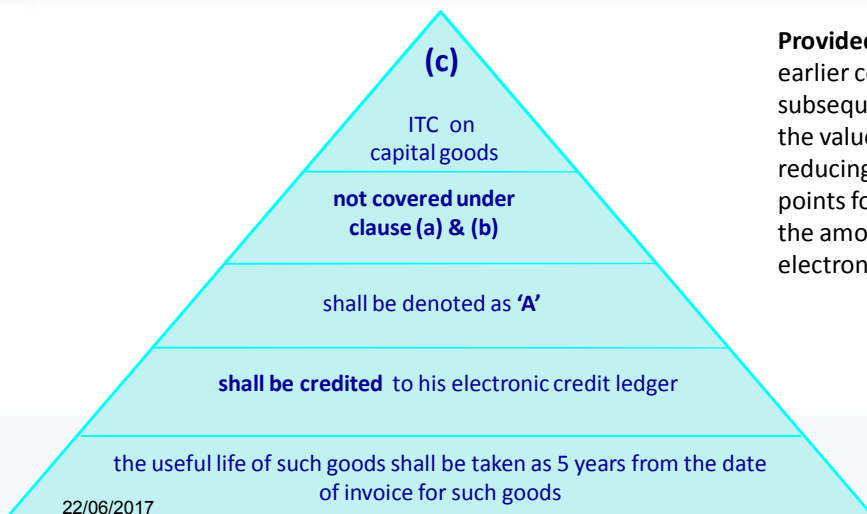 (c)
ITC on
capital goods
not covered under
clause (a) & (b)
shall be denoted as ‘A’
shall be credited to his electronic credit ledger
the useful life of such goods shall be taken as 5 years from the date
of invoice for such goods
22/06/2017
Provided
earlier c
subsequ
the value
reducing
points fo
the amo
electron